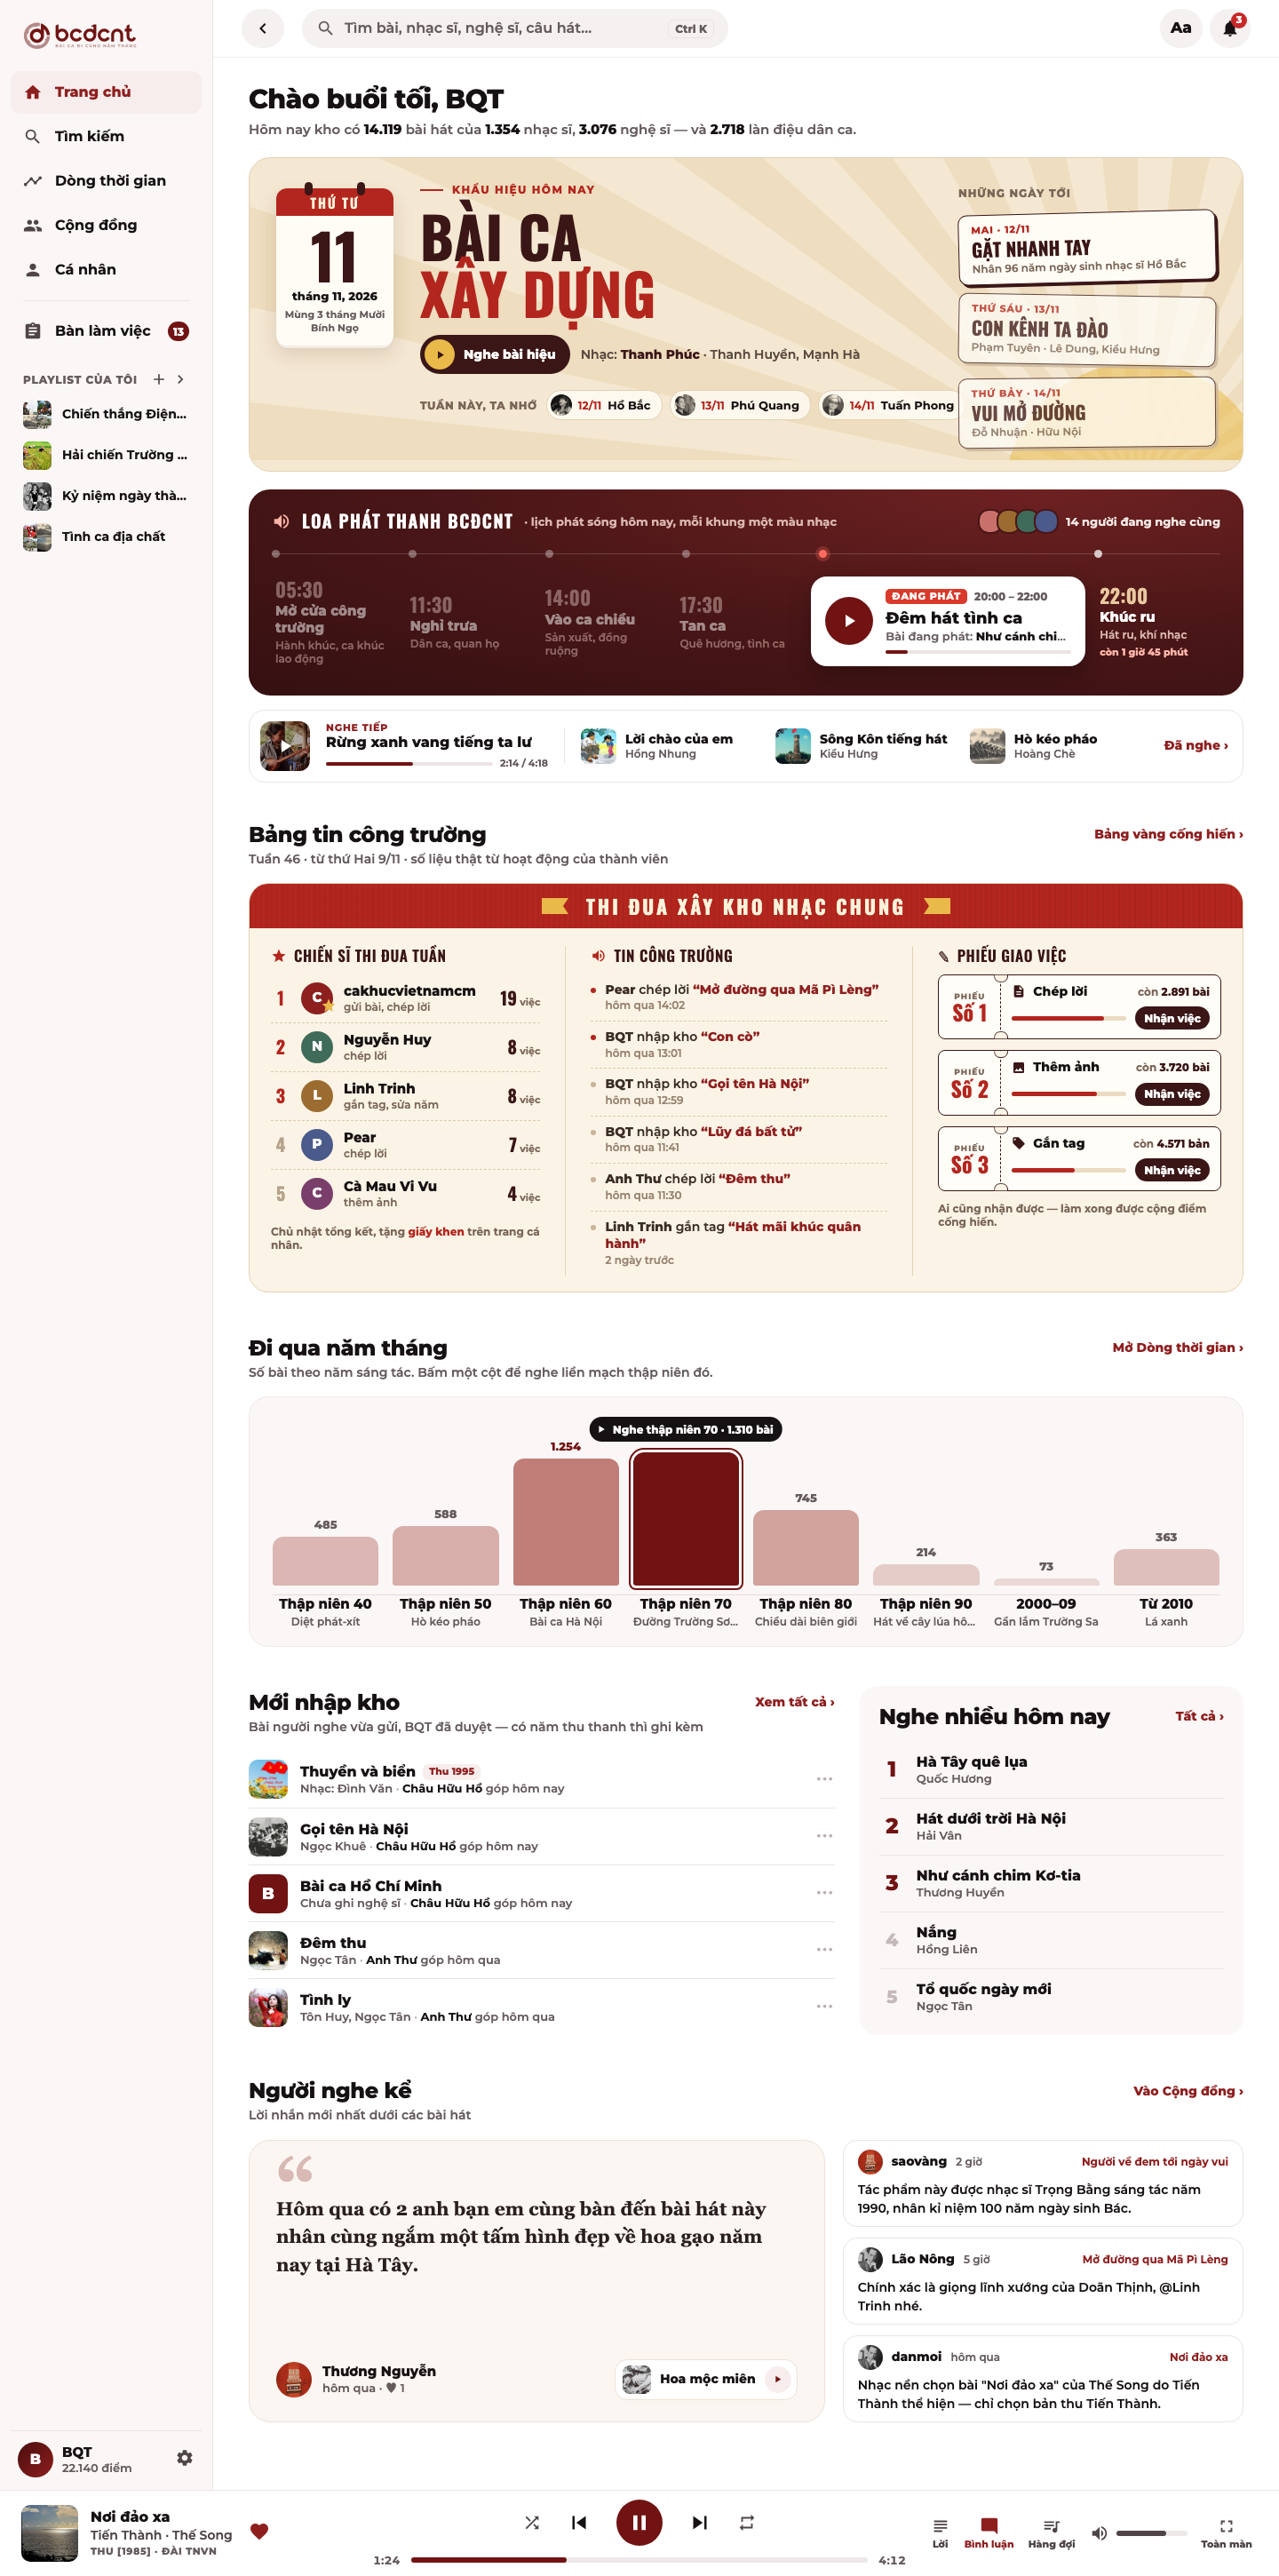 bcdcnt
BÀI CA ĐI CÙNG NĂM THÁNG
Trang chủ
Tìm kiếm
Dòng thời gian
Cộng đồng
Cá nhân
Bàn làm việc 13
PLAYLIST CỦA TÔI
Chiến thắng Điện...
Hải chiến Trường ...
Kỷ niệm ngày thà...
Tình ca địa chất
BQT
22.140 điểm
Tìm bài, nhạc sĩ, nghệ sĩ, câu hát...
Ctrl K
Aa
3
Chào buổi tối, BQT
Hôm nay kho có 14.119 bài hát của 1.354 nhạc sĩ, 3.076 nghệ sĩ — và 2.718 làn điệu dân ca.
THỨ TƯ
11
tháng 11, 2026
Mùng 3 tháng Mười
Bính Ngọ
KHẨU HIỆU HÔM NAY
BÀI CA
XÂY DỰNG
Nghe bài hiệu
Nhạc: Thanh Phúc · Thanh Huyền, Mạnh Hà
TUẦN NÀY, TA NHỚ
12/11 Hồ Bắc
13/11 Phú Quang
14/11 Tuấn Phong
NHỮNG NGÀY TỚI
MAI · 12/11
GẶT NHANH TAY
Nhân 96 năm ngày sinh nhạc sĩ Hồ Bắc
THỨ SÁU · 13/11
CON KÊNH TA ĐÀO
Phạm Tuyên · Lê Dung, Kiều Hưng
THỨ BẢY · 14/11
VUI MỞ ĐƯỜNG
Đỗ Nhuận · Hữu Nội
LOA PHÁT THANH BCĐCNT · lịch phát sóng hôm nay, mỗi khung một màu nhạc
14 người đang nghe cùng
05:30
Mở cửa công
trường
Hành khúc, ca khúc
lao động
11:30
Nghỉ trưa
Dân ca, quan họ
14:00
Vào ca chiều
Sản xuất, đồng
ruộng
17:30
Tan ca
Quê hương, tình ca
ĐANG PHÁT 20:00 – 22:00
Đêm hát tình ca
Bài đang phát: Như cánh chi...
22:00
Khúc ru
Hát ru, khí nhạc
còn 1 giờ 45 phút
NGHE TIẾP
Rừng xanh vang tiếng ta lư
2:14 / 4:18
Lời chào của em
Hồng Nhung
Sông Kôn tiếng hát
Kiều Hưng
Hò kéo pháo
Hoàng Chè
Đã nghe ›
Bảng tin công trường
Bảng vàng cống hiến ›
Tuần 46 · từ thứ Hai 9/11 · số liệu thật từ hoạt động của thành viên
THI ĐUA XÂY KHO NHẠC CHUNG
CHIẾN SĨ THI ĐUA TUẦN
1 C cakhucvietnamcm 19 việc
gửi bài, chép lời
2 N Nguyễn Huy 8 việc
chép lời
3 L Linh Trinh 8 việc
gắn tag, sửa năm
4 P Pear 7 việc
chép lời
5 C Cà Mau Vi Vu 4 việc
thêm ảnh
Chủ nhật tổng kết, tặng giấy khen trên trang cá
nhân.
TIN CÔNG TRƯỜNG
Pear chép lời “Mở đường qua Mã Pì Lèng”
hôm qua 14:02
BQT nhập kho “Con cò”
hôm qua 13:01
BQT nhập kho “Gọi tên Hà Nội”
hôm qua 12:59
BQT nhập kho “Lũy đá bất tử”
hôm qua 11:41
Anh Thư chép lời “Đêm thu”
hôm qua 11:30
Linh Trinh gắn tag “Hát mãi khúc quân
hành”
2 ngày trước
PHIẾU GIAO VIỆC
PHIẾU
Số 1
Chép lời còn 2.891 bài
Nhận việc
PHIẾU
Số 2
Thêm ảnh còn 3.720 bài
Nhận việc
PHIẾU
Số 3
Gắn tag còn 4.571 bản
Nhận việc
Ai cũng nhận được — làm xong được cộng điểm
cống hiến.
Đi qua năm tháng
Mở Dòng thời gian ›
Số bài theo năm sáng tác. Bấm một cột để nghe liền mạch thập niên đó.
Nghe thập niên 70 · 1.310 bài
485
588
1.254
745
214
73
363
Thập niên 40
Diệt phát-xít
Thập niên 50
Hò kéo pháo
Thập niên 60
Bài ca Hà Nội
Thập niên 70
Đường Trường Sơ...
Thập niên 80
Chiều dài biên giới
Thập niên 90
Hát về cây lúa hô...
2000–09
Gần lắm Trường Sa
Từ 2010
Lá xanh
Mới nhập kho
Xem tất cả ›
Bài người nghe vừa gửi, BQT đã duyệt — có năm thu thanh thì ghi kèm
Thuyền và biển Thu 1995
Nhạc: Đình Văn · Châu Hữu Hồ góp hôm nay
Gọi tên Hà Nội
Ngọc Khuê · Châu Hữu Hồ góp hôm nay
B
Bài ca Hồ Chí Minh
Chưa ghi nghệ sĩ · Châu Hữu Hồ góp hôm nay
Đêm thu
Ngọc Tân · Anh Thư góp hôm qua
Tình ly
Tôn Huy, Ngọc Tân · Anh Thư góp hôm qua
Nghe nhiều hôm nay
Tất cả ›
1 Hà Tây quê lụa
Quốc Hương
2 Hát dưới trời Hà Nội
Hải Vân
3 Như cánh chim Kơ-tia
Thương Huyền
4 Nắng
Hồng Liên
5 Tổ quốc ngày mới
Ngọc Tân
Người nghe kể
Vào Cộng đồng ›
Lời nhắn mới nhất dưới các bài hát
“
Hôm qua có 2 anh bạn em cùng bàn đến bài hát này
nhân cùng ngắm một tấm hình đẹp về hoa gạo năm
nay tại Hà Tây.
Thương Nguyễn
hôm qua · ♥ 1
Hoa mộc miên
saovàng 2 giờ
Người về đem tới ngày vui
Tác phẩm này được nhạc sĩ Trọng Bằng sáng tác năm
1990, nhân kỉ niệm 100 năm ngày sinh Bác.
Lão Nông 5 giờ
Mở đường qua Mã Pì Lèng
Chính xác là giọng lĩnh xướng của Doãn Thịnh, @Linh
Trinh nhé.
danmoi hôm qua
Nơi đảo xa
Nhạc nền chọn bài "Nơi đảo xa" của Thế Song do Tiến
Thành thể hiện — chỉ chọn bản thu Tiến Thành.
B
Nơi đảo xa
Tiến Thành · Thế Song
THU [1985] · ĐÀI TNVN
1:24
4:12
Lời
Bình luận
Hàng đợi
Toàn màn